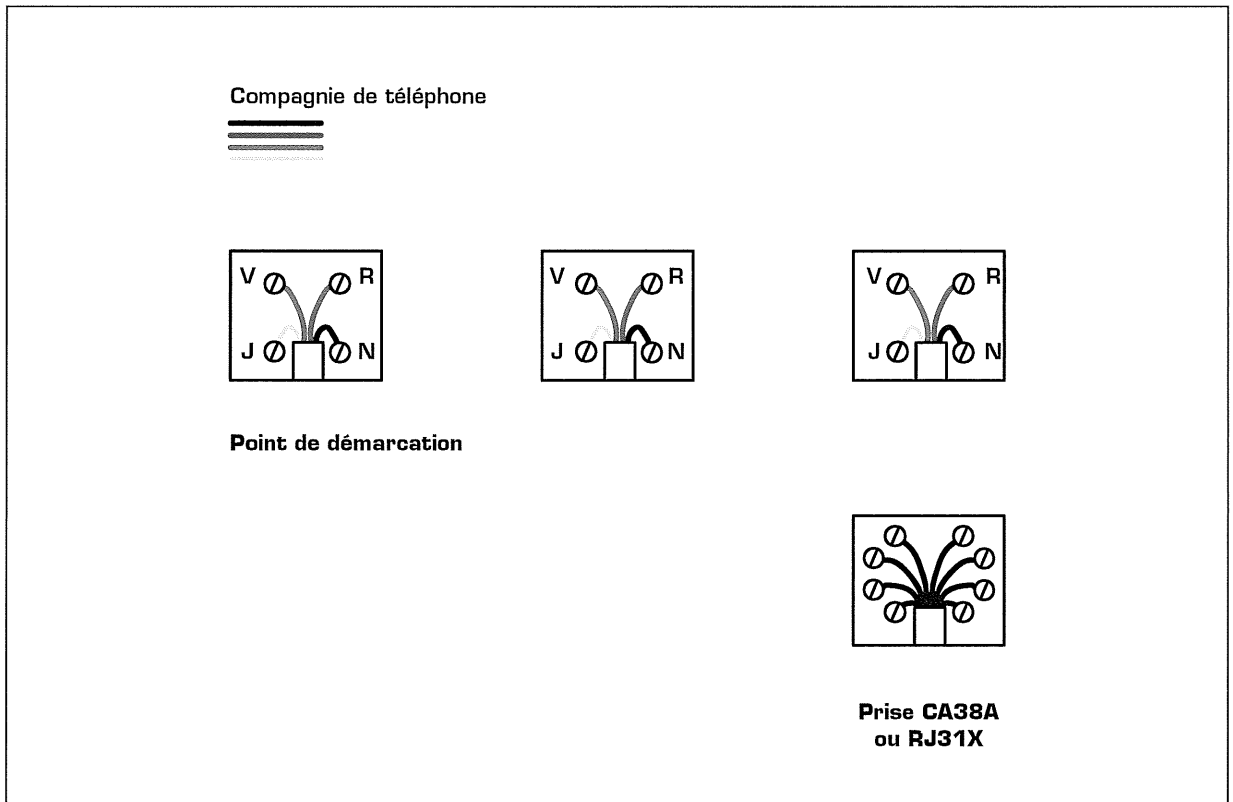 Compagnie de téléphone
V R
V R
V R
J N
J N
J N
Point de démarcation
Prise CA38A
ou RJ31X